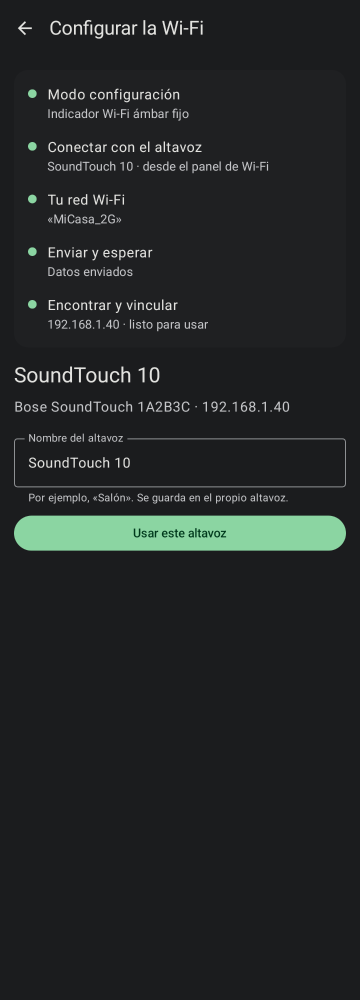 Configurar la Wi-Fi
Modo configuración
Indicador Wi-Fi ámbar fijo
Conectar con el altavoz
SoundTouch 10 · desde el panel de Wi-Fi
Tu red Wi-Fi
«MiCasa_2G»
Enviar y esperar
Datos enviados
Encontrar y vincular
192.168.1.40 · listo para usar
SoundTouch 10
Bose SoundTouch 1A2B3C · 192.168.1.40
Nombre del altavoz
SoundTouch 10
Por ejemplo, «Salón». Se guarda en el propio altavoz.
Usar este altavoz